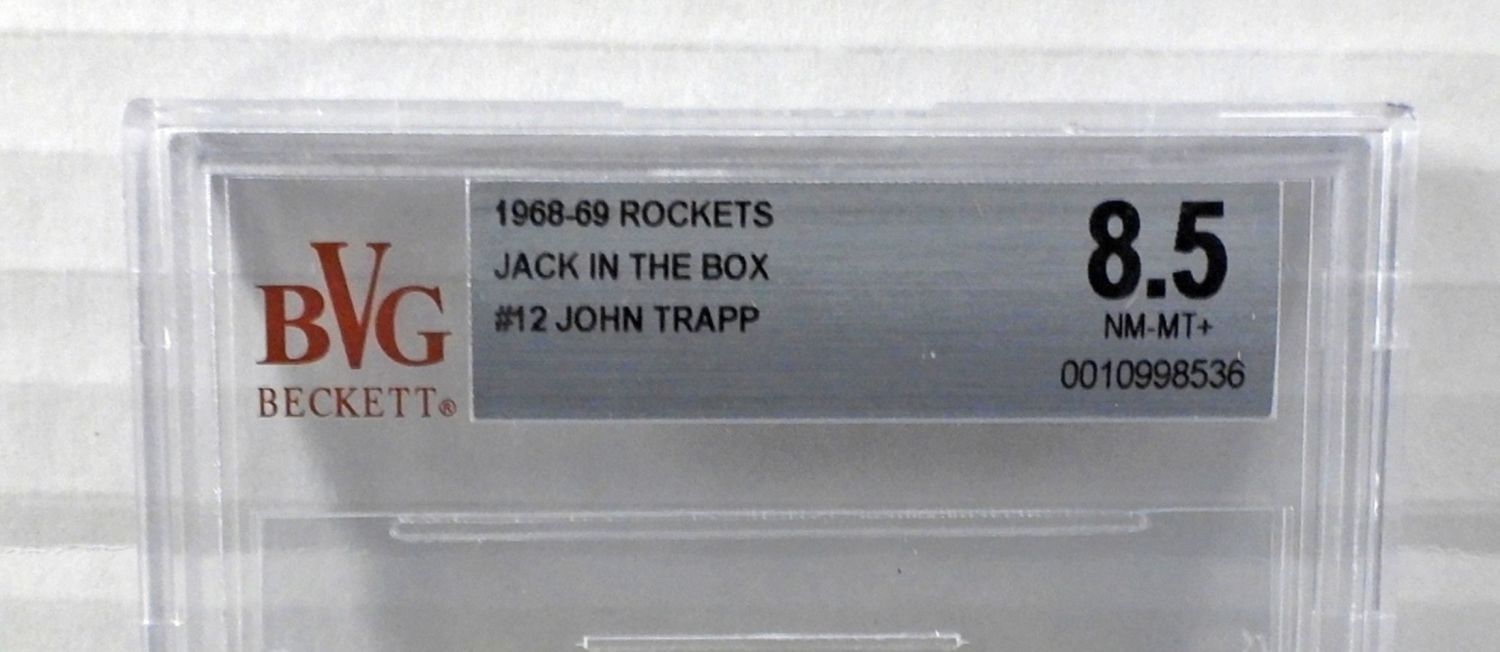 BVG
BECKETT®
1968-69 ROCKETS
JACK IN THE BOX
#12 JOHN TRAPP
8.5
NM-MT+
0010998536